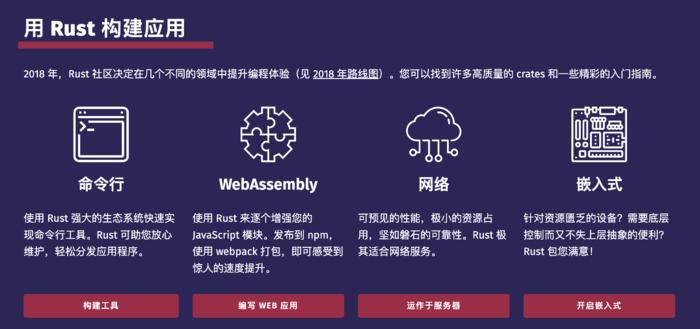 用 Rust 构建应用
2018 年，Rust 社区决定在几个不同的领域中提升编程体验（见 2018 年路线图）。您可以找到许多高质量的 crates 和一些精彩的入门指南。
命令行
使用 Rust 强大的生态系统快速实
现命令行工具。Rust 可助您放心
维护，轻松分发应用程序。
构建工具
WebAssembly
使用 Rust 来逐个增强您的
JavaScript 模块。发布到 npm，
使用 webpack 打包，即可感受到
惊人的速度提升。
编写 WEB 应用
网络
可预见的性能，极小的资源占
用，坚如磐石的可靠性。Rust 极
其适合网络服务。
运作于服务器
嵌入式
针对资源匮乏的设备？需要底层
控制而又不失上层抽象的便利？
Rust 包您满意！
开启嵌入式